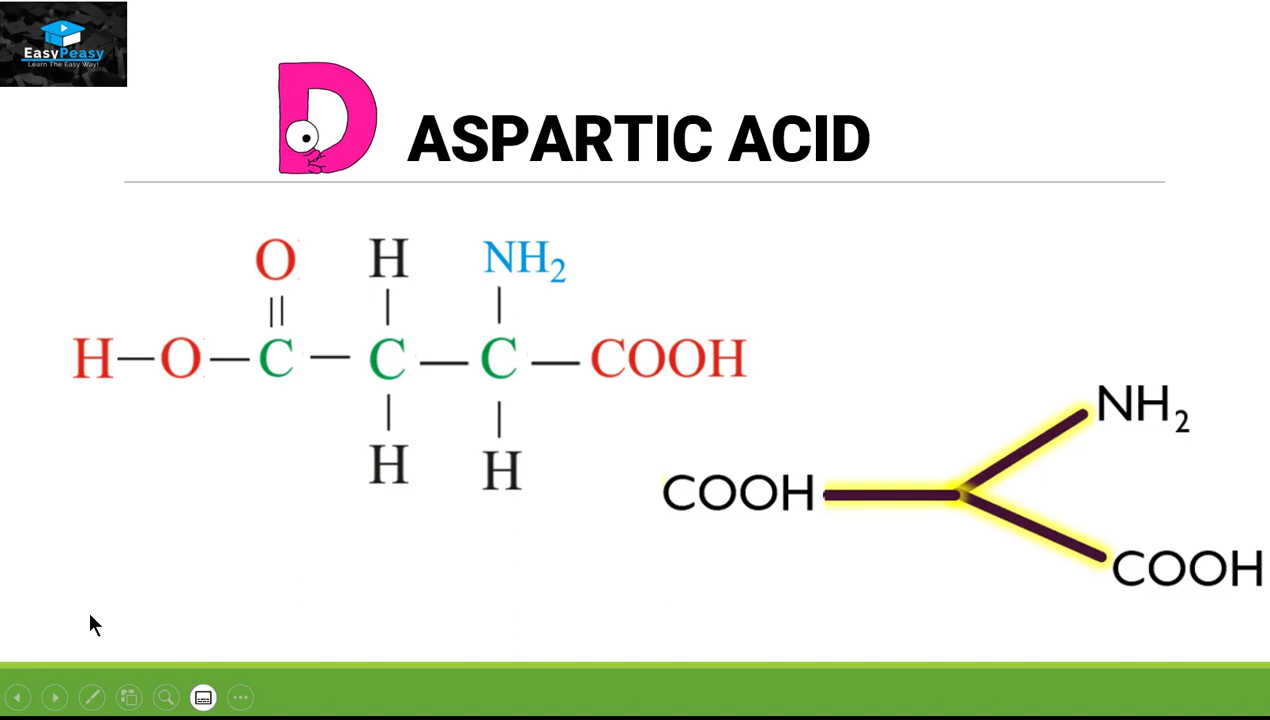 EasyPeasy
Learn The Easy Way!
D ASPARTIC ACID
O H NH₂
H—O—C—C—C—COOH
H H
NH₂
COOH
COOH